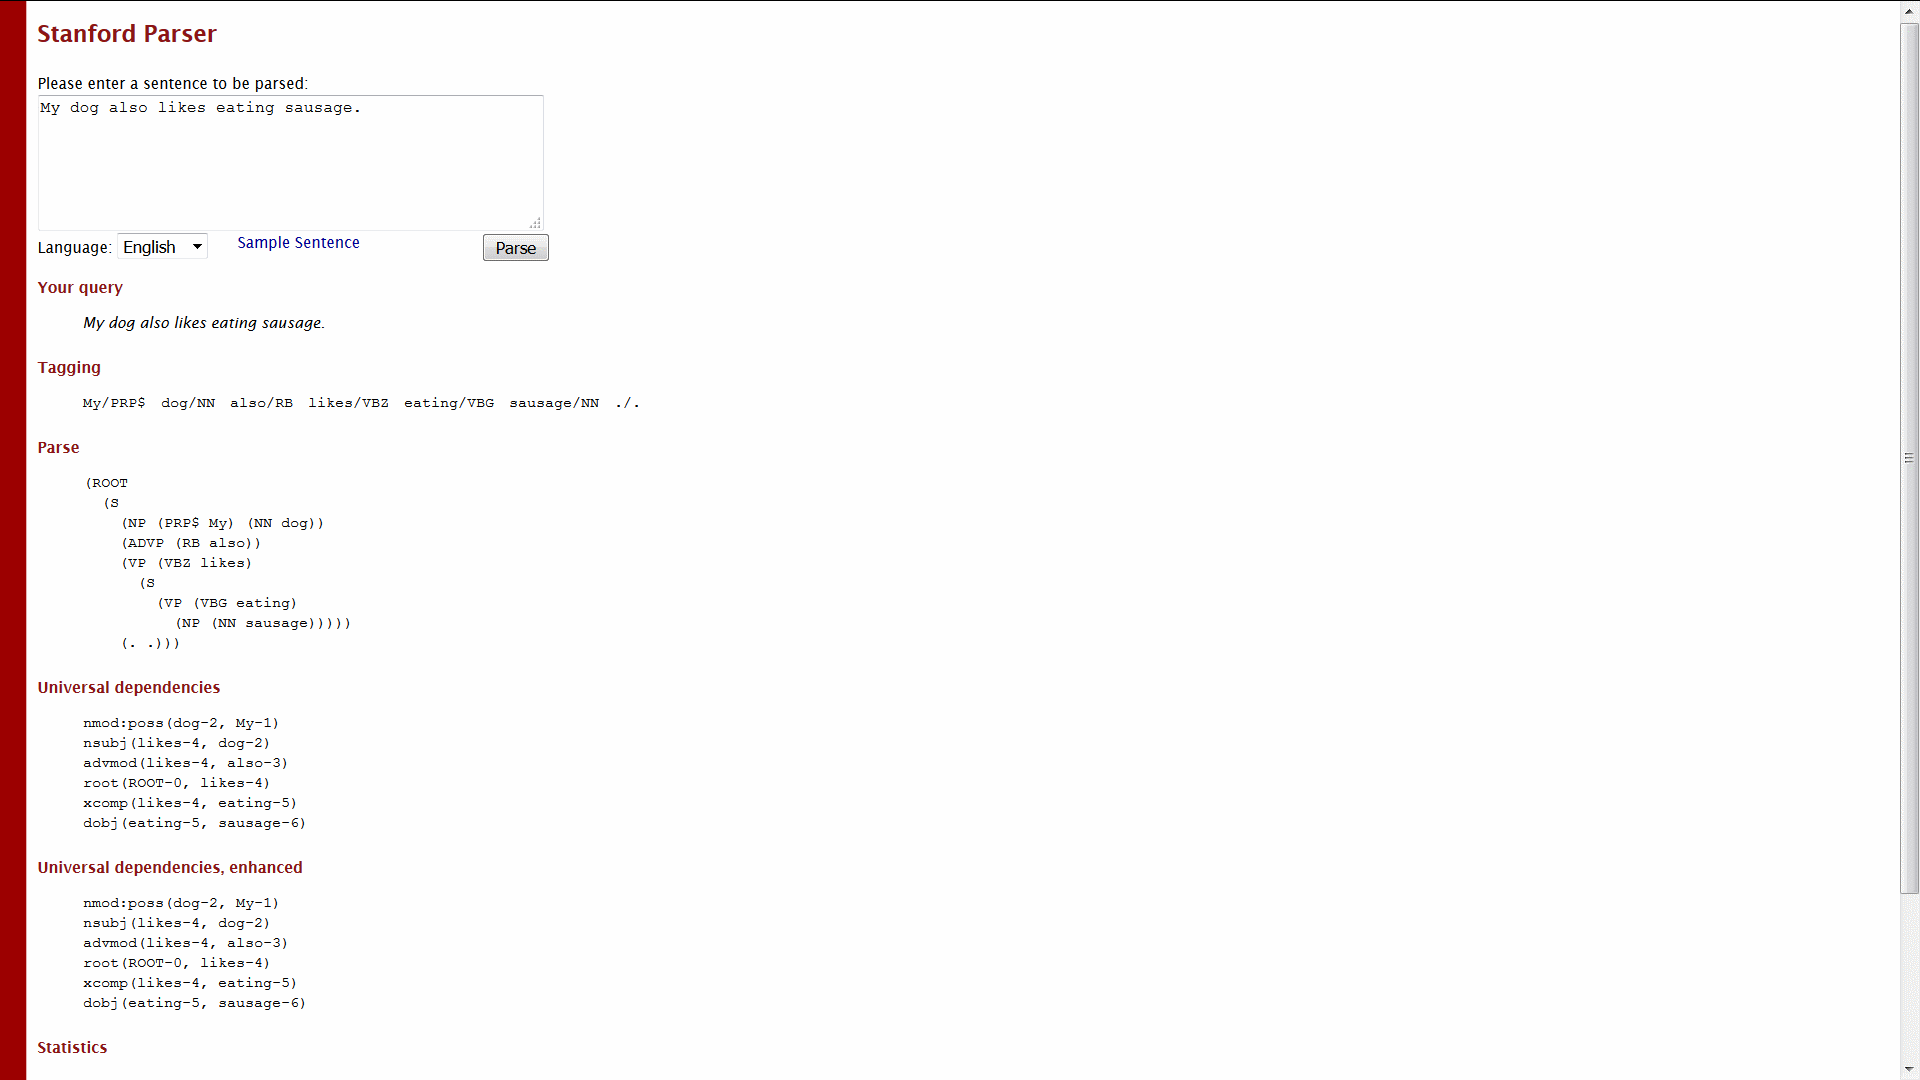 Stanford Parser
Please enter a sentence to be parsed:
My dog also likes eating sausage.
Language: English Sample Sentence Parse
Your query
My dog also likes eating sausage.
Tagging
My/PRP$ dog/NN also/RB likes/VBZ eating/VBG sausage/NN ./.
Parse
(ROOT
(S
(NP (PRP$ My) (NN dog))
(ADVP (RB also))
(VP (VBZ likes)
(S
(VP (VBG eating)
(NP (NN sausage)))))
(. .)))
Universal dependencies
nmod:poss(dog-2, My-1)
nsubj(likes-4, dog-2)
advmod(likes-4, also-3)
root(ROOT-0, likes-4)
xcomp(likes-4, eating-5)
dobj(eating-5, sausage-6)
Universal dependencies, enhanced
nmod:poss(dog-2, My-1)
nsubj(likes-4, dog-2)
advmod(likes-4, also-3)
root(ROOT-0, likes-4)
xcomp(likes-4, eating-5)
dobj(eating-5, sausage-6)
Statistics